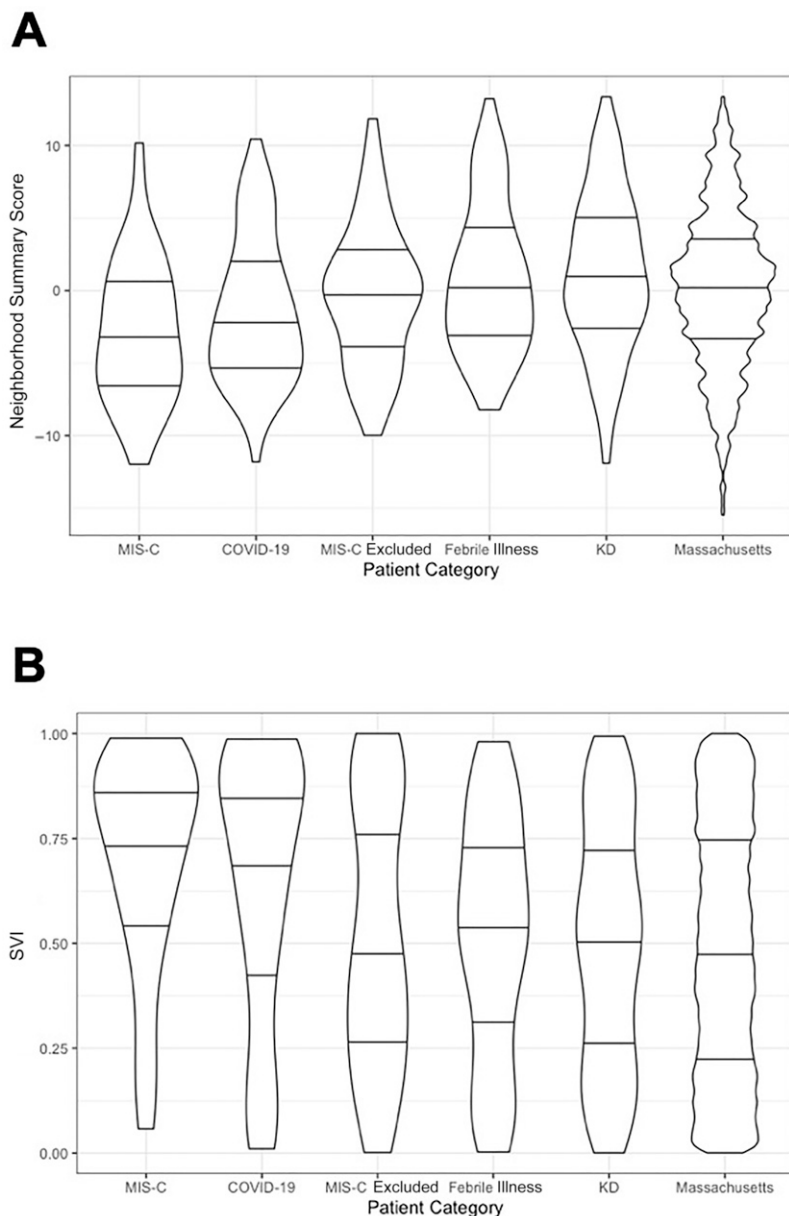 A
Neighborhood Summary Score
10
0
−10
MIS-C COVID-19 MIS-C Excluded Febrile Illness KD Massachusetts
Patient Category
B
SVI
1.00
0.75
0.50
0.25
0.00
MIS-C COVID-19 MIS-C Excluded Febrile Illness KD Massachusetts
Patient Category